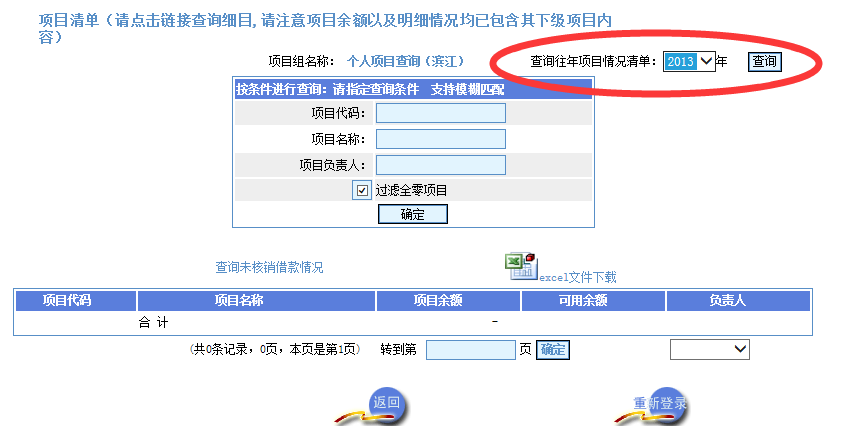 项目清单（请点击链接查询细目,请注意项目余额以及明细情况均已包含其下级项目内
容）
项目组名称： 个人项目查询（滨江） 查询往年项目情况清单：2013年 查询
按条件进行查询：请指定查询条件 支持模糊匹配
项目代码：
项目名称：
项目负责人：
过滤全零项目
确定
查询未核销借款情况 excel文件下载
项目代码 项目名称 项目余额 可用余额 负责人
合 计 -
(共0条记录，0页，本页是第1页) 转到第 页 确定
返回 重新登录